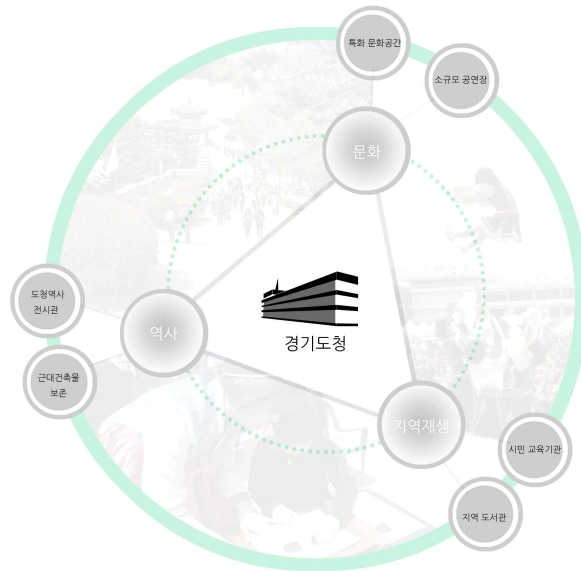 특화 문화공간
소규모 공연장
문화
도청역사
전시관
역사
경기도청
근대건축물
보존
지역재생
시민 교육기관
지역 도서관